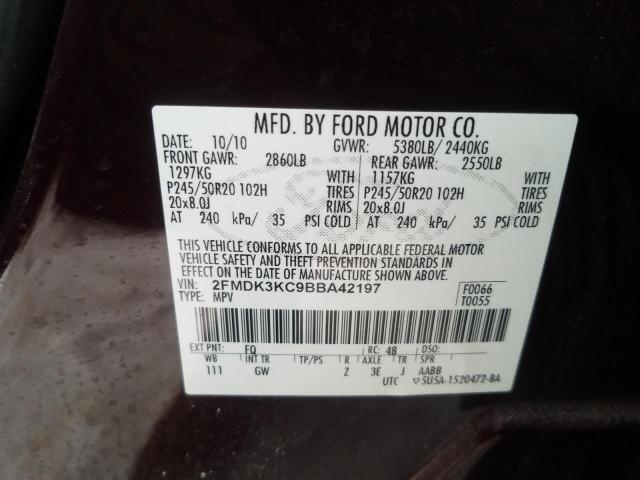 MFD. BY FORD MOTOR CO.
DATE: 10/10 GVWR: 5380LB/ 2440KG
FRONT GAWR: 2860LB REAR GAWR: 2550LB
1297KG WITH 1157KG WITH
P245/50R20 102H TIRES P245/50R20 102H TIRES
20x8.0J RIMS 20x8.0J RIMS
AT 240 kPa/ 35 PSI COLD AT 240 kPa/ 35 PSI COLD
THIS VEHICLE CONFORMS TO ALL APPLICABLE FEDERAL MOTOR
VEHICLE SAFETY AND THEFT PREVENTION STANDARDS IN
EFFECT ON THE DATE OF MANUFACTURE SHOWN ABOVE.
VIN: 2FMDK3KC9BBA42197 F0066
TYPE: MPV T0055
EXT PNT: FQ RC: 48 DSO:
WB INT TR TP/PS R AXLE TR SPR
111 GW Z 3E J AABB
UTC ▽5U5A-1520472-BA